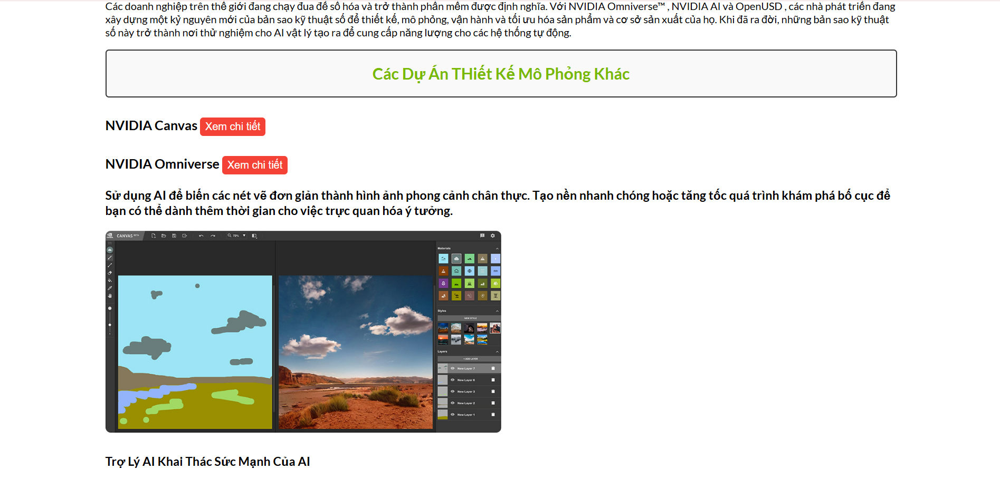 Các doanh nghiệp trên thế giới đang chạy đua để số hóa và trở thành phần mềm được định nghĩa. Với NVIDIA Omniverse™ , NVIDIA AI và OpenUSD , các nhà phát triển đang
xây dựng một kỷ nguyên mới của bản sao kỹ thuật số để thiết kế, mô phỏng, vận hành và tối ưu hóa sản phẩm và cơ sở sản xuất của họ. Khi đã ra đời, những bản sao kỹ thuật
số này trở thành nơi thử nghiệm cho AI vật lý tạo ra để cung cấp năng lượng cho các hệ thống tự động.
Các Dự Án THiết Kế Mô Phỏng Khác
NVIDIA Canvas Xem chi tiết
NVIDIA Omniverse Xem chi tiết
Sử dụng AI để biến các nét vẽ đơn giản thành hình ảnh phong cảnh chân thực. Tạo nền nhanh chóng hoặc tăng tốc quá trình khám phá bố cục để
bạn có thể dành thêm thời gian cho việc trực quan hóa ý tưởng.
CANVAS BETA
72%
Materials
Styles
NEW STYLE
Layers
+ ADD LAYER
New Layer 7
New Layer 6
New Layer 3
New Layer 2
New Layer 1
Trợ Lý AI Khai Thác Sức Mạnh Của AI